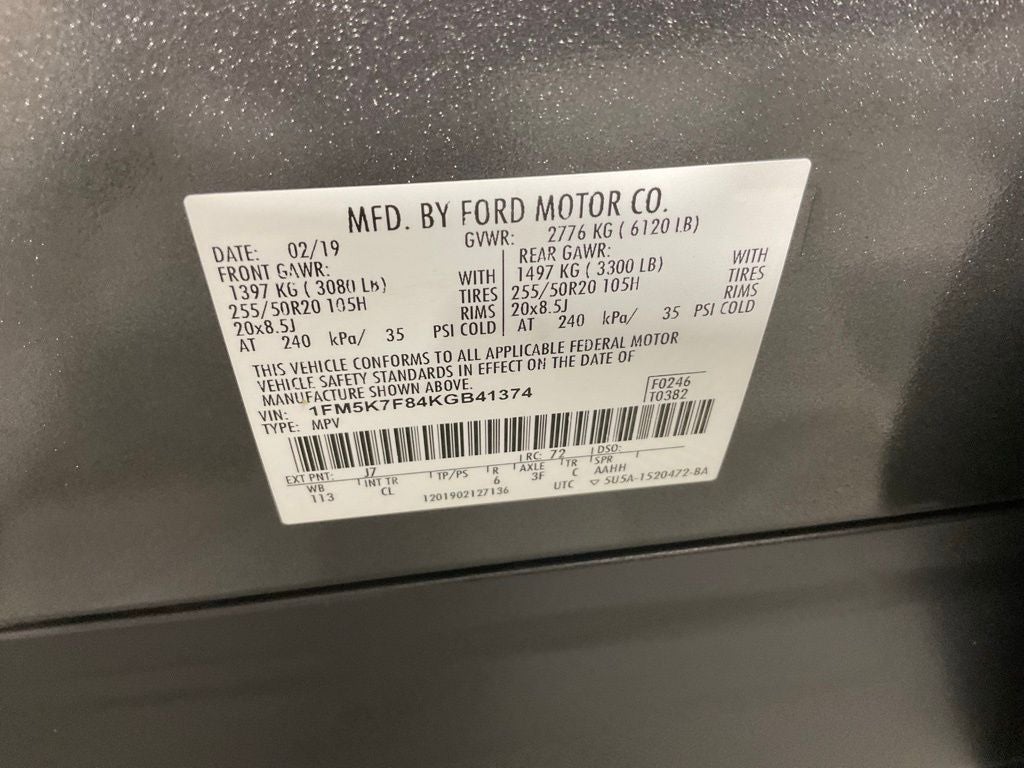 MFD. BY FORD MOTOR CO.
DATE: 02/19 GVWR: 2776 KG ( 6120 LB)
FRONT GAWR: REAR GAWR:
1397 KG ( 3080 LB) WITH 1497 KG ( 3300 LB) WITH
255/50R20 105H TIRES 255/50R20 105H TIRES
20x8.5J RIMS 20x8.5J RIMS
AT 240 kPa/ 35 PSI COLD AT 240 kPa/ 35 PSI COLD
THIS VEHICLE CONFORMS TO ALL APPLICABLE FEDERAL MOTOR
VEHICLE SAFETY STANDARDS IN EFFECT ON THE DATE OF
MANUFACTURE SHOWN ABOVE.
VIN: 1FM5K7F84KGB41374 F0246
TYPE: MPV T0382
EXT PNT: J7 RC: 72 DSO:
WB INT TR TP/PS R AXLE TR SPR
113 CL 6 3F C AAHH
1201902127136 UTC ▽ 5U5A-1520472-BA